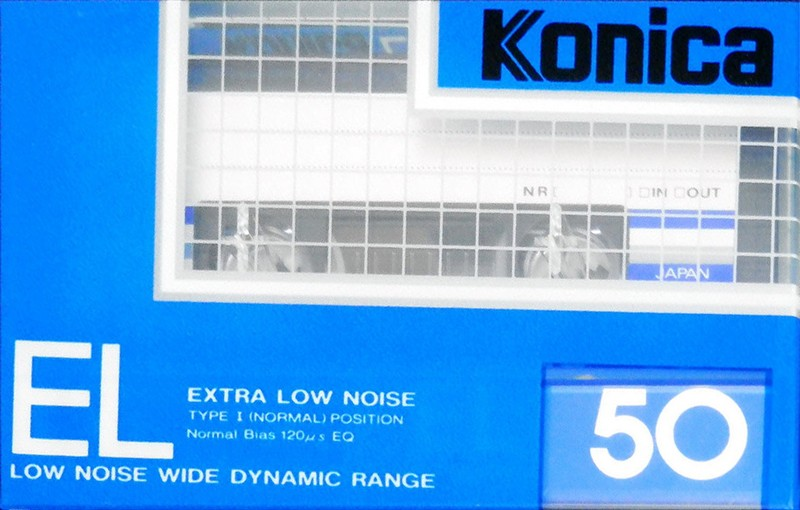 Konica
NR IN OUT
JAPAN
EL
EXTRA LOW NOISE
TYPE I (NORMAL) POSITION
Normal Bias 120μs EQ
LOW NOISE WIDE DYNAMIC RANGE
50